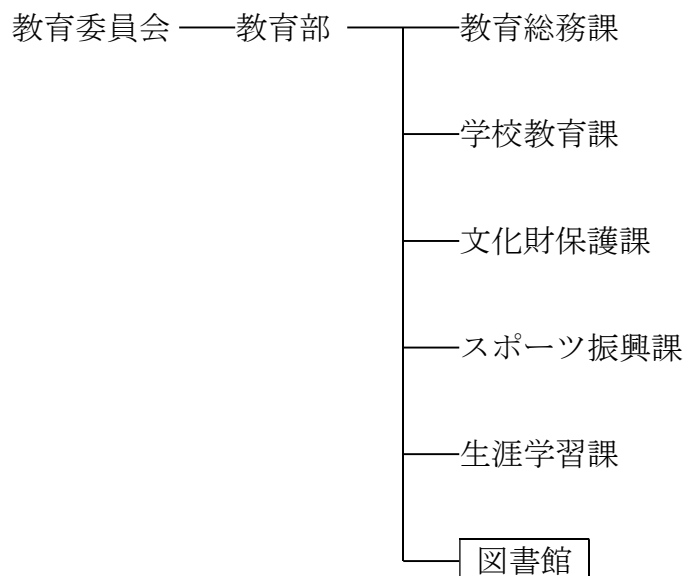 教育委員会 教育部 教育総務課
学校教育課
文化財保護課
スポーツ振興課
生涯学習課
図書館